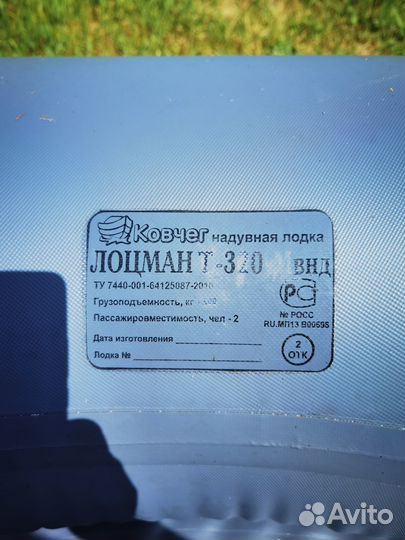 Ковчег надувная лодка
ЛОЦМАН Т-320 ВНД
ТУ 7440-001-64125087-2010
Грузоподъемность, кг -
Пассажировместимость, чел - 2
№ РОСС
RU.МП13 В00695
Дата изготовления
2
ОТК
Лодка №
Avito